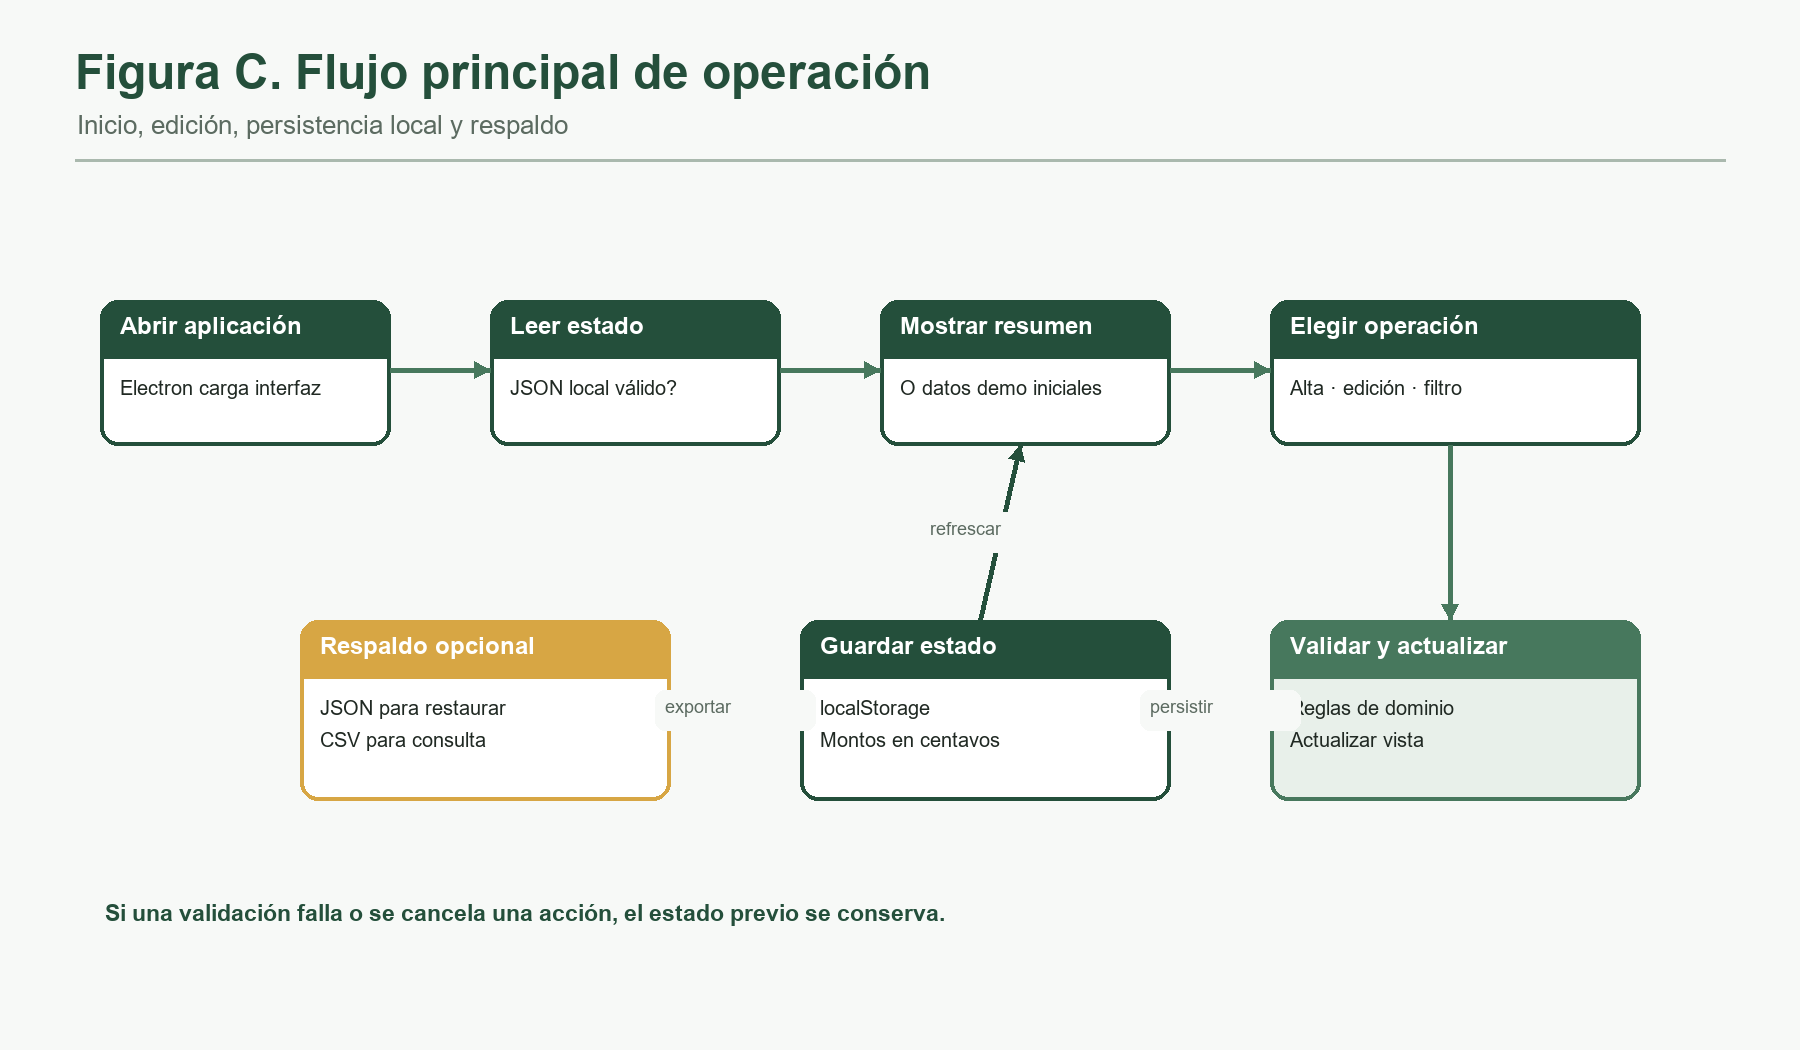 Figura C. Flujo principal de operación
Inicio, edición, persistencia local y respaldo
Abrir aplicación
Electron carga interfaz
Leer estado
JSON local válido?
Mostrar resumen
O datos demo iniciales
Elegir operación
Alta · edición · filtro
refrescar
Respaldo opcional
JSON para restaurar
CSV para consulta
exportar
Guardar estado
localStorage
Montos en centavos
persistir
Validar y actualizar
Reglas de dominio
Actualizar vista
Si una validación falla o se cancela una acción, el estado previo se conserva.